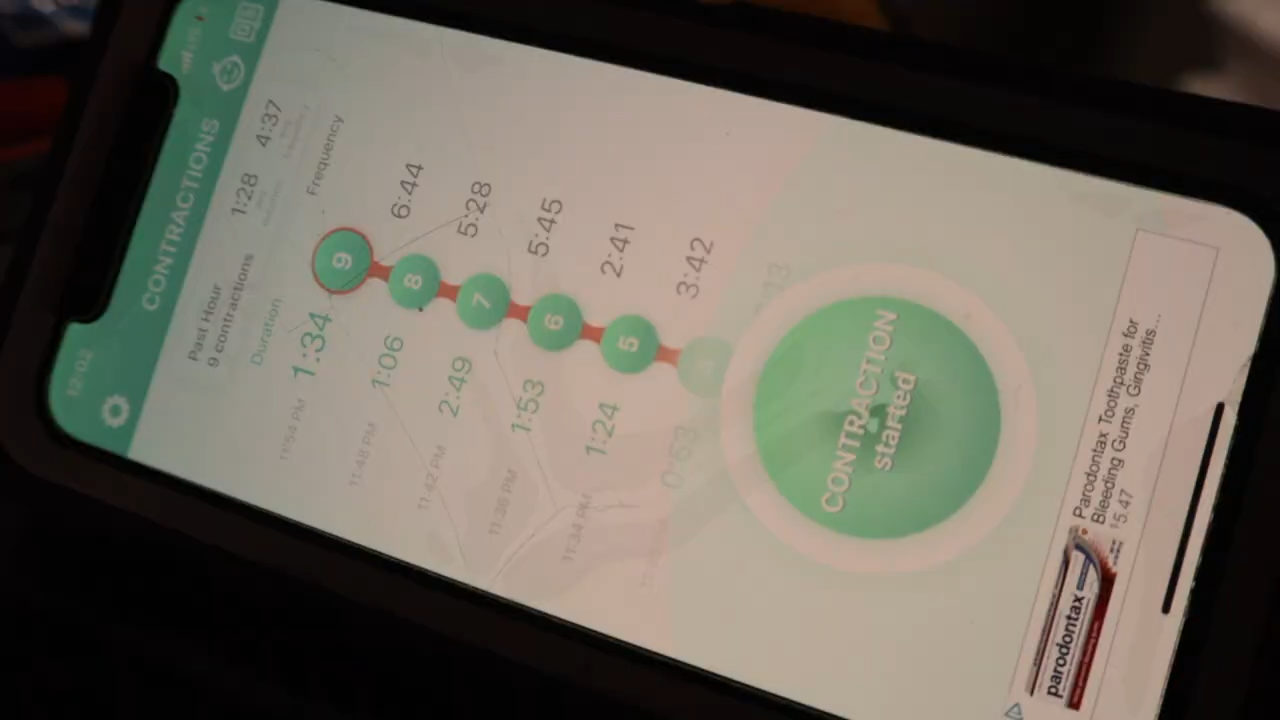 12:02
CONTRACTIONS
Past Hour
9 contractions
1:28
4:37
Duration
Frequency
11:54 PM 1:34 9
6:44
11:48 PM 1:06 8
5:28
11:42 PM 2:49 7
5:45
11:36 PM 1:53 6
2:41
11:34 PM 1:24 5
3:42
CONTRACTION
started
parodontax
Parodontax Toothpaste for
Bleeding Gums, Gingivitis...
5.47